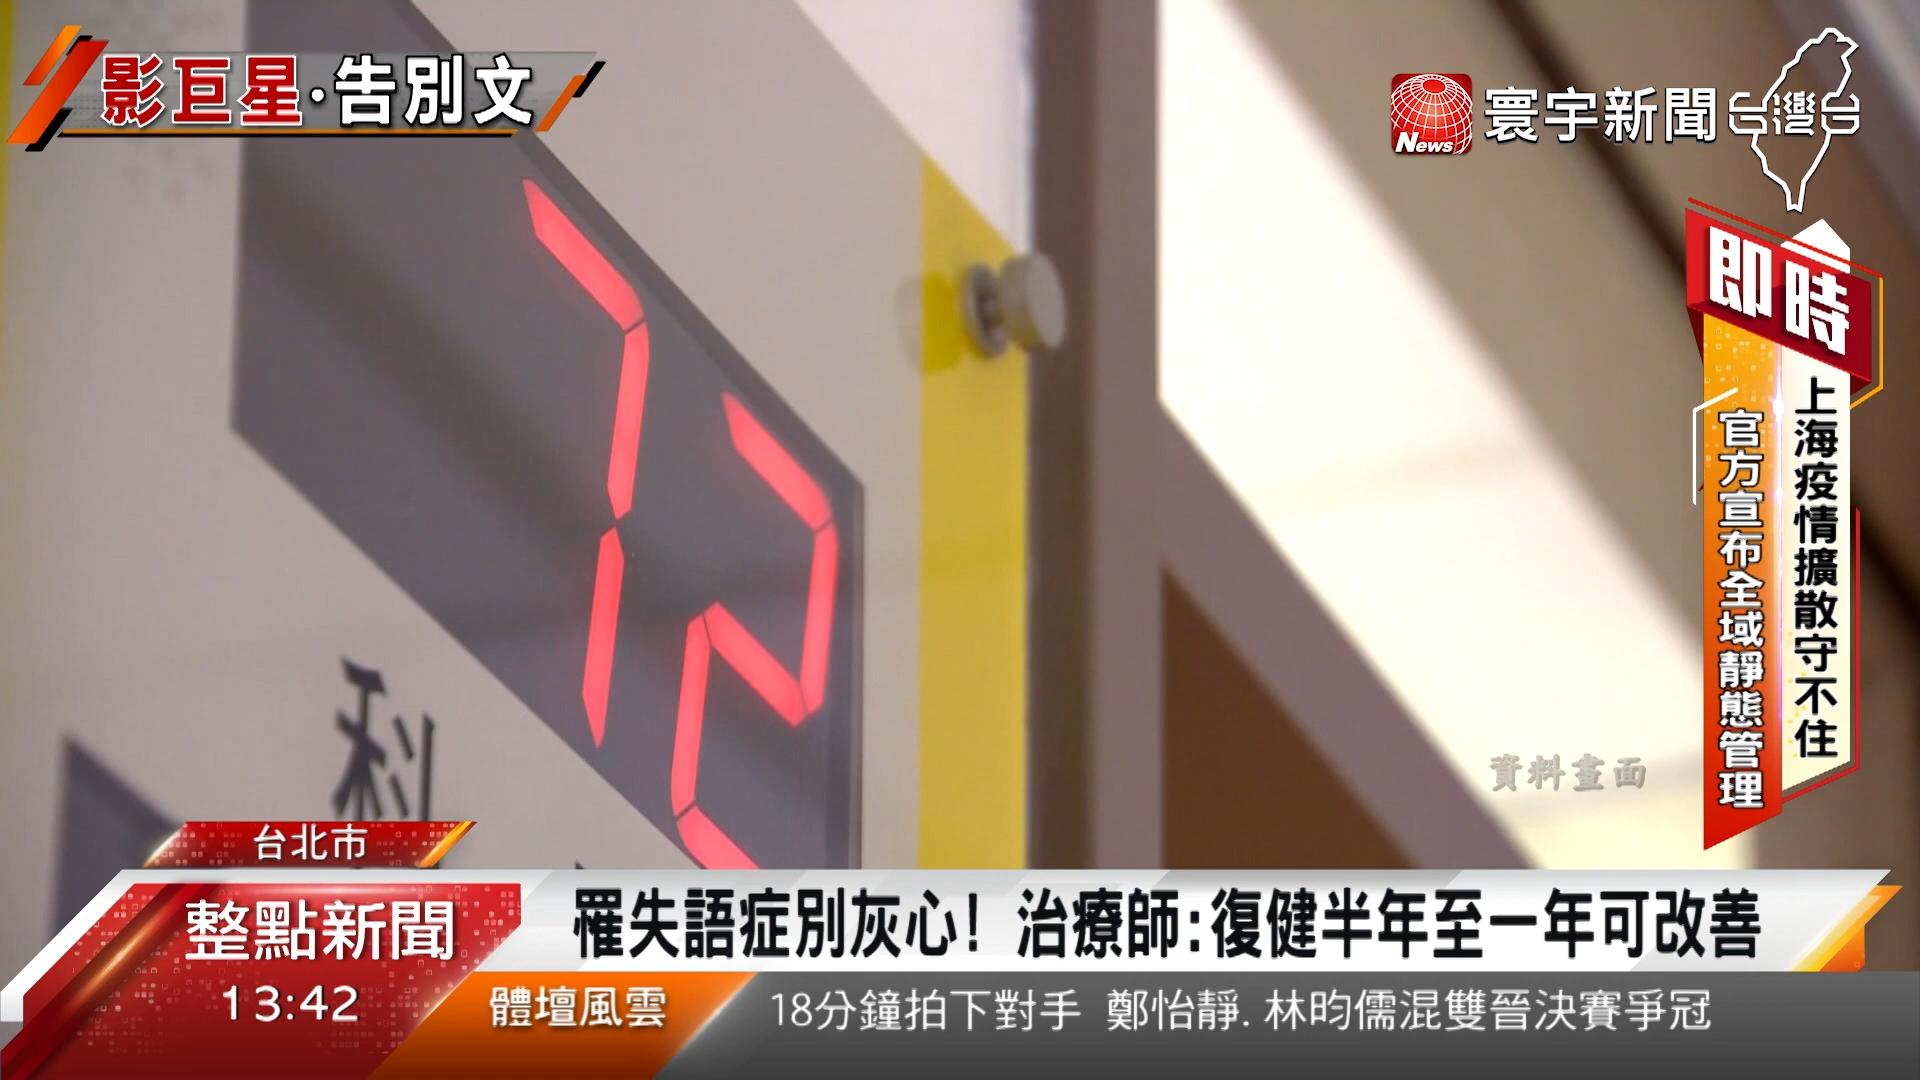 影巨星·告別文
News
寰宇新聞
台灣台
即時
上海疫情擴散守不住
官方宣布全域靜態管理
72
科
資料畫面
台北市
整點新聞
罹失語症別灰心! 治療師:復健半年至一年可改善
13:42
體壇風雲
18分鐘拍下對手 鄭怡靜.林昀儒混雙晉決賽爭冠